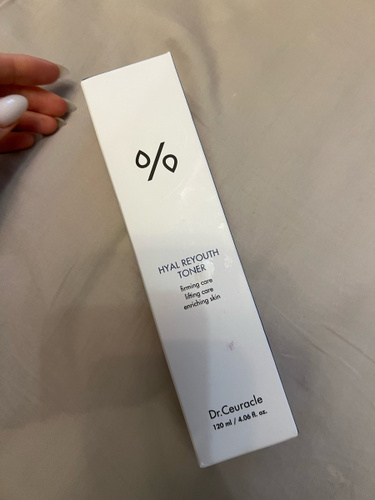 HYAL REYOUTH
TONER
firming care
lifting care
enriching skin
Dr.Ceuracle
120 ml / 4.06 fl. oz.